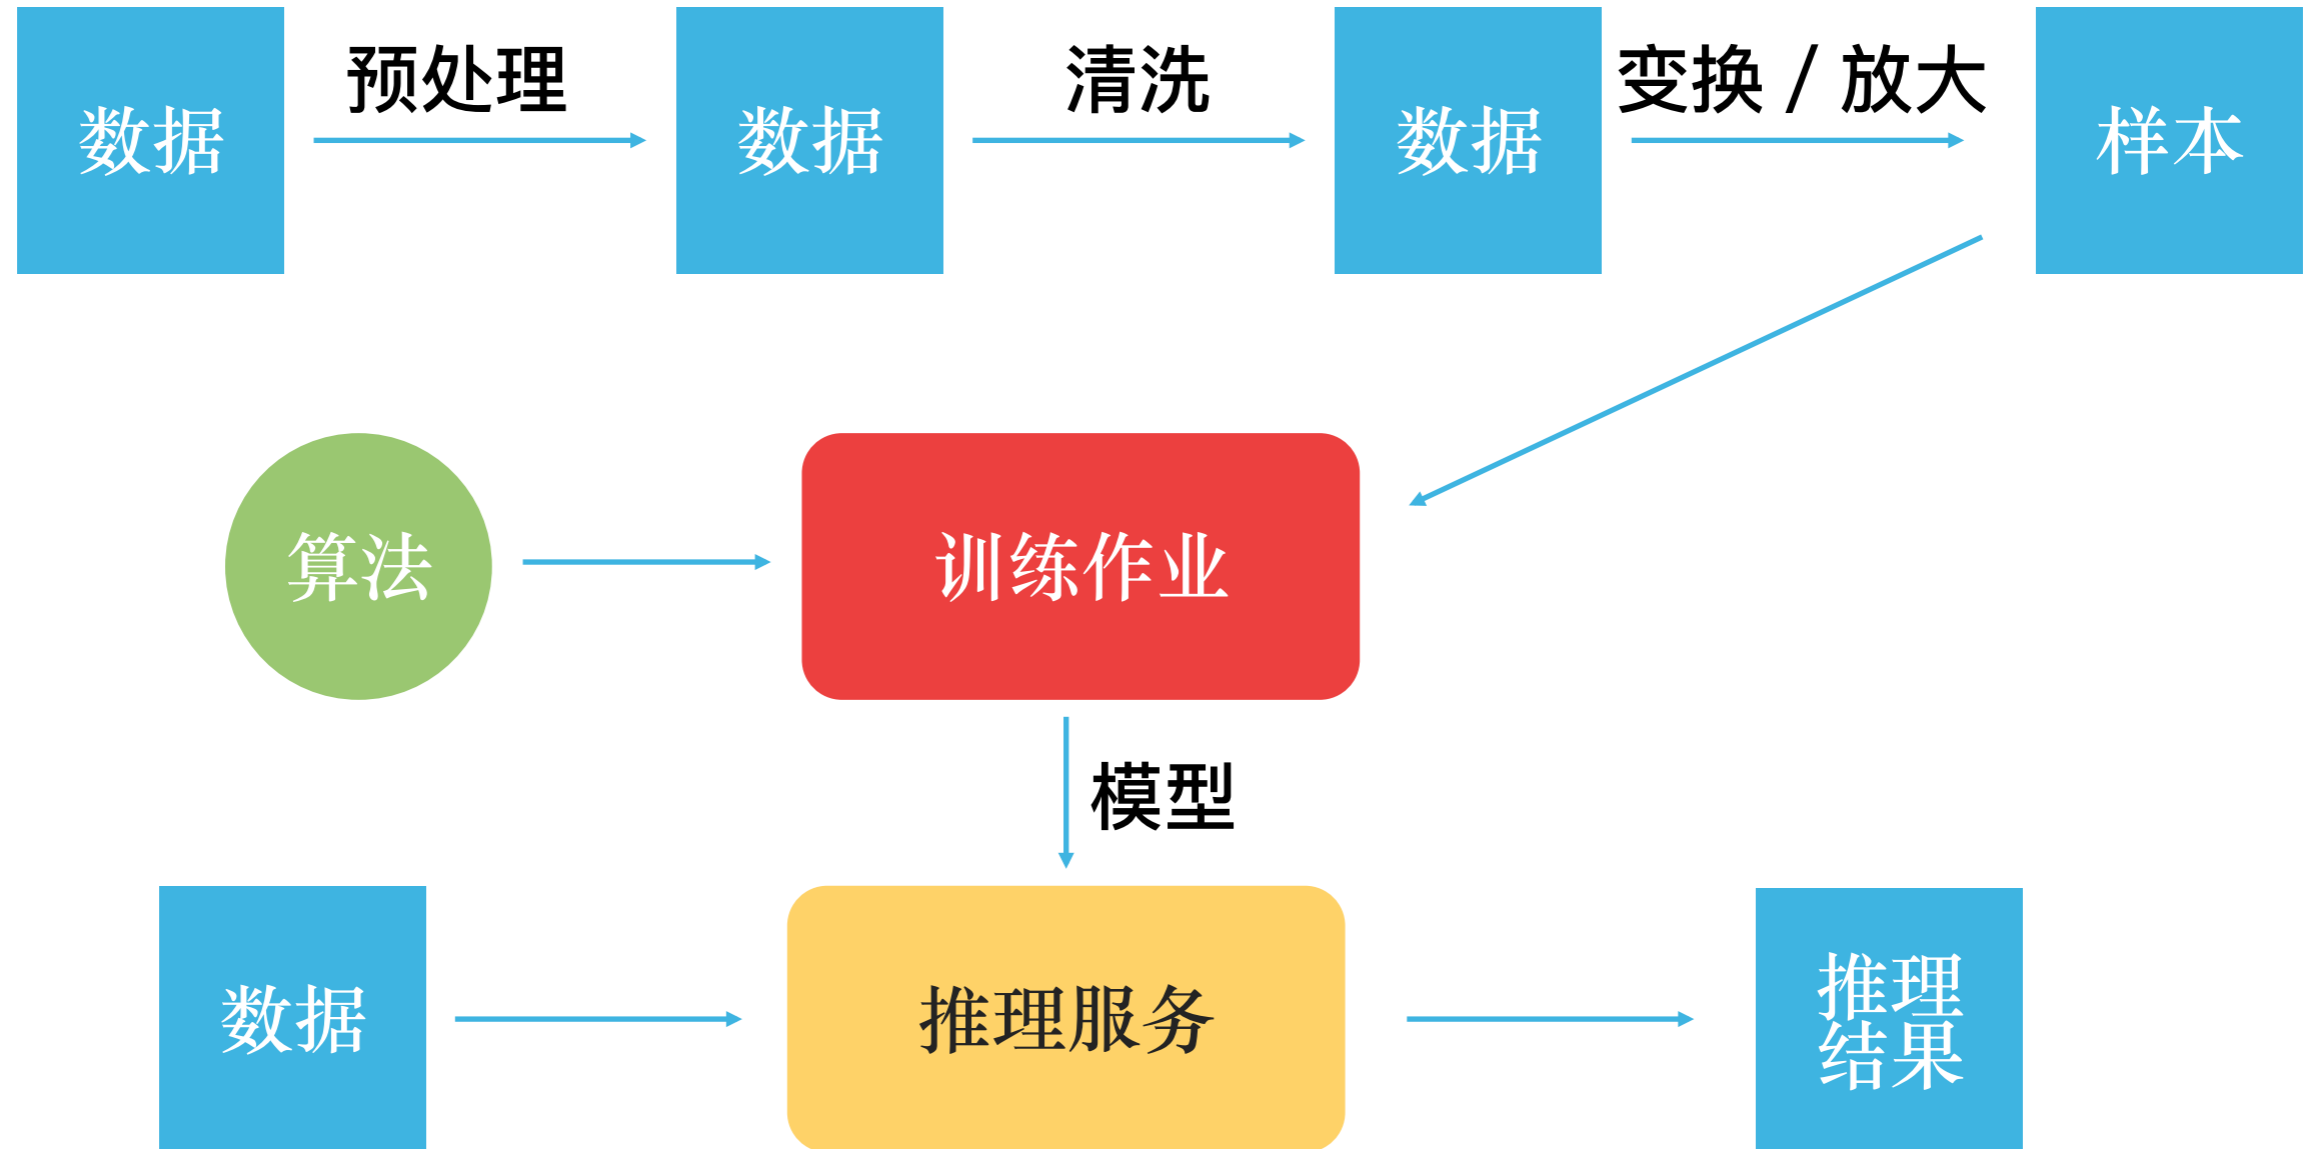 数据
预处理
数据
清洗
数据
变换 / 放大
样本
算法
训练作业
模型
数据
推理服务
推理
结果